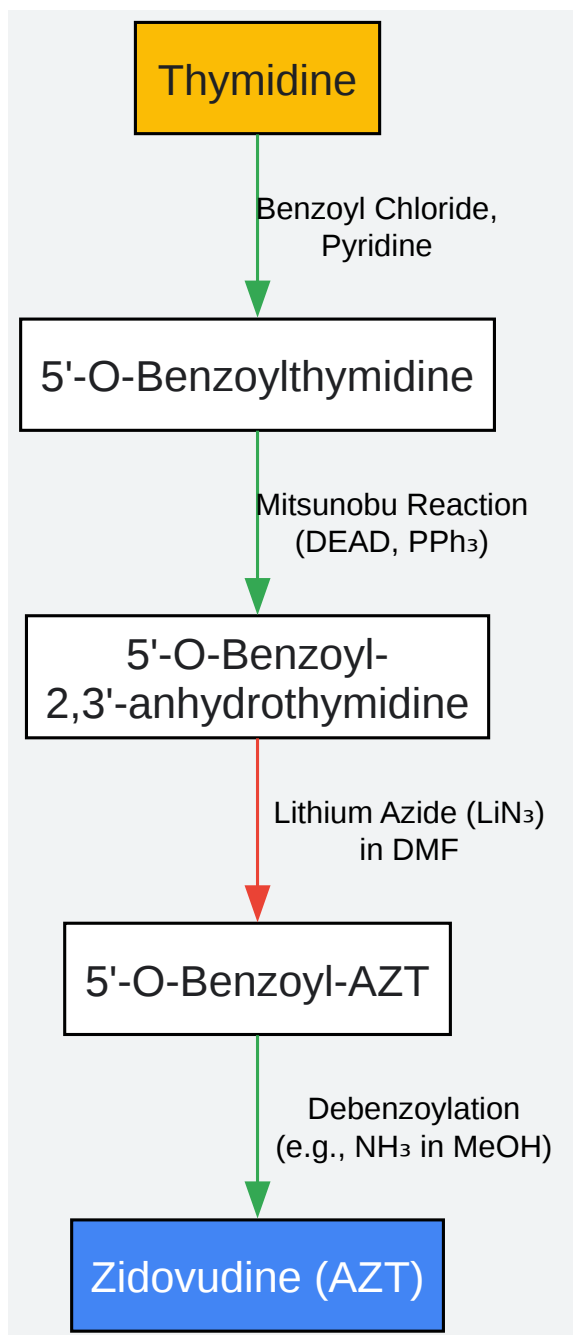 Thymidine
Benzoyl Chloride,
Pyridine
5'-O-Benzoylthymidine
Mitsunobu Reaction
(DEAD, PPh₃)
5'-O-Benzoyl-
2,3'-anhydrothymidine
Lithium Azide (LiN₃)
in DMF
5'-O-Benzoyl-AZT
Debenzoylation
(e.g., NH₃ in MeOH)
Zidovudine (AZT)